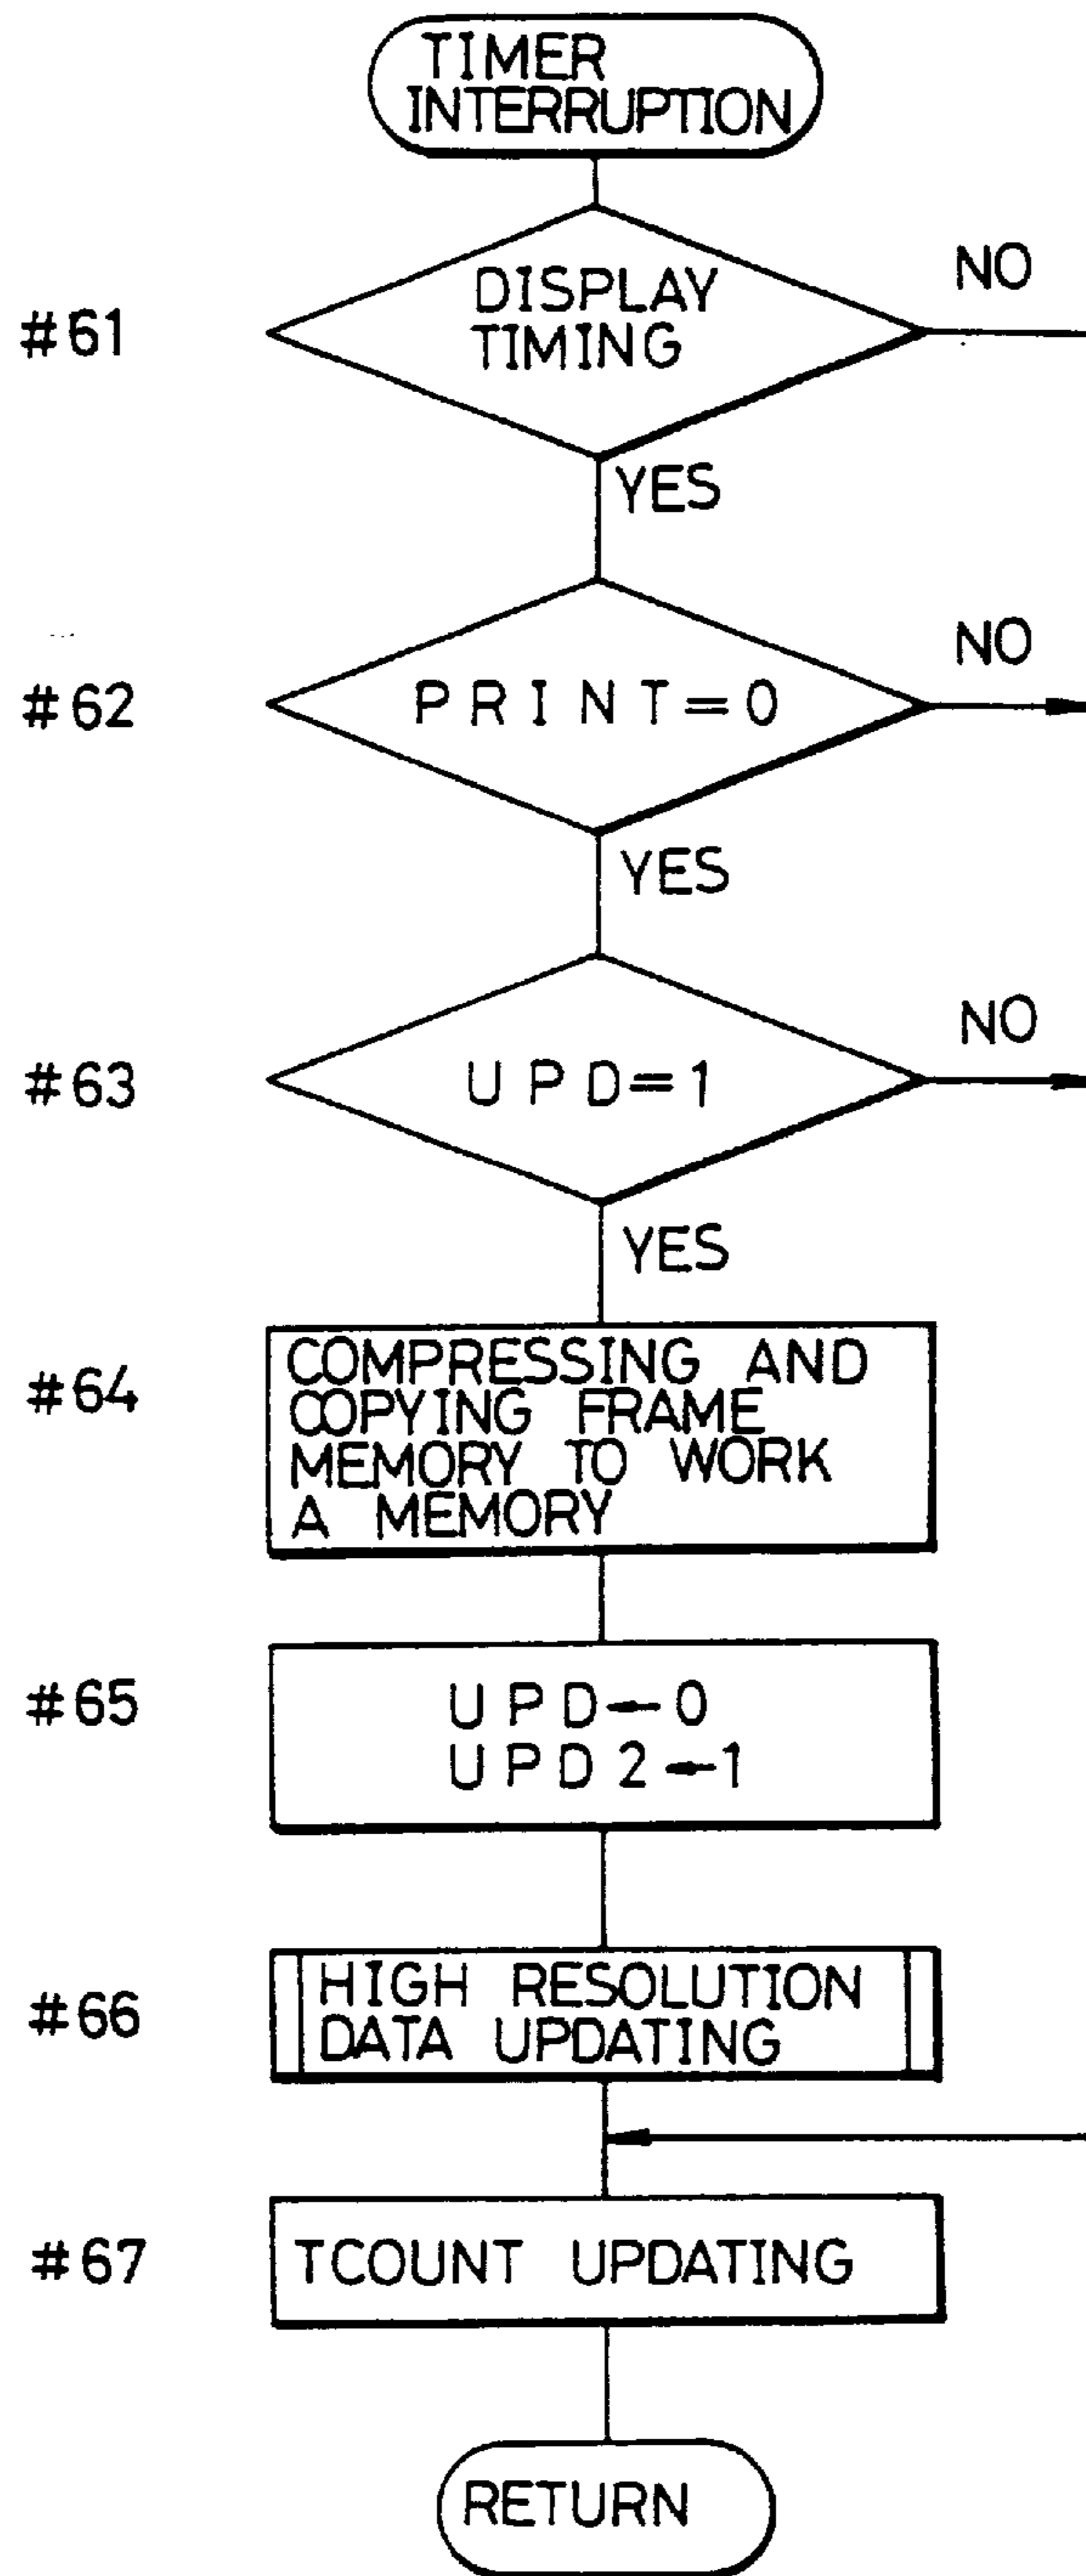 TIMER
INTERRUPTION
#61
DISPLAY
TIMING
NO
YES
#62
PRINT=0
NO
YES
#63
UPD=1
NO
YES
#64
COMPRESSING AND
COPYING FRAME
MEMORY TO WORK
A MEMORY
#65
UPD←0
UPD2←1
#66
HIGH RESOLUTION
DATA UPDATING
#67
TCOUNT UPDATING
RETURN